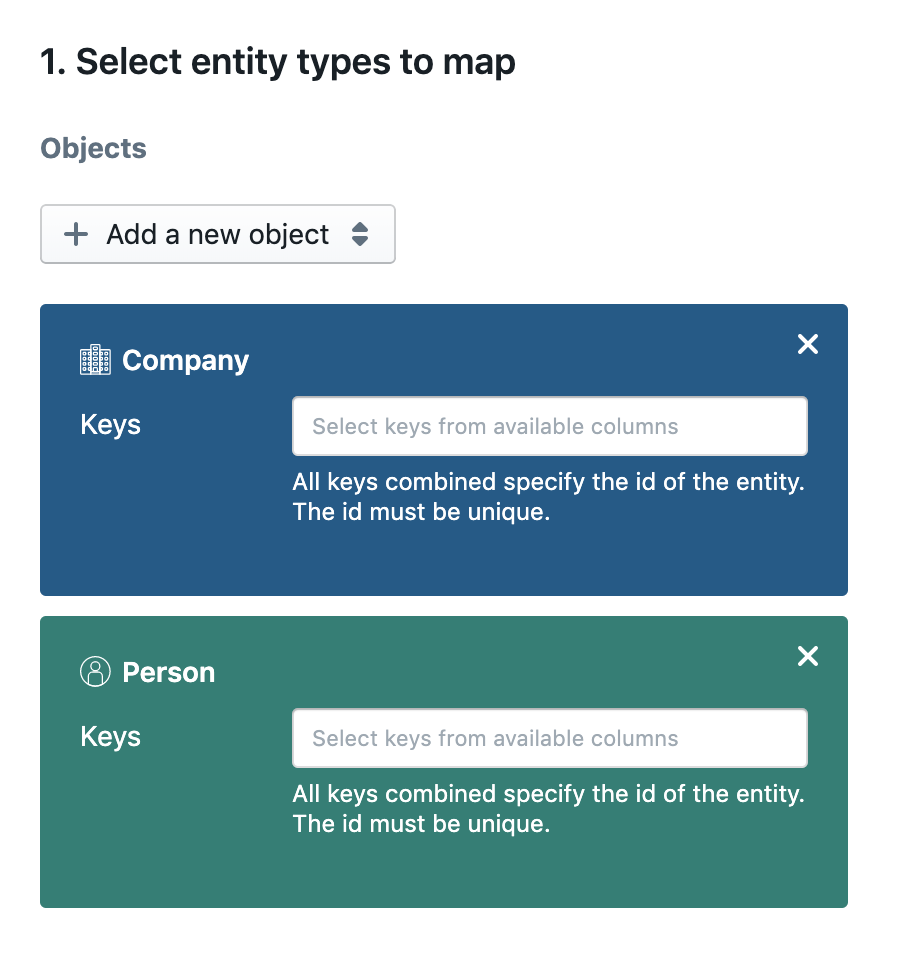 1. Select entity types to map
Objects
Add a new object
Company
Keys
Select keys from available columns
All keys combined specify the id of the entity.
The id must be unique.
Person
Keys
Select keys from available columns
All keys combined specify the id of the entity.
The id must be unique.